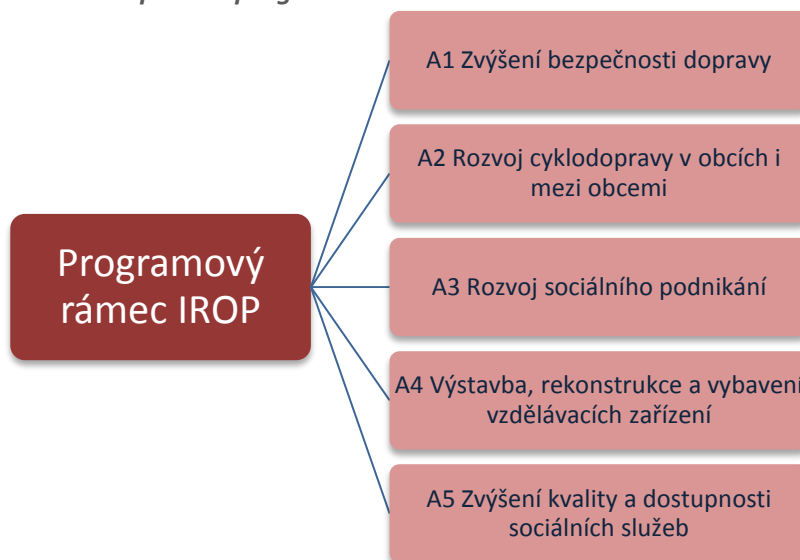 A1 Zvýšení bezpečnosti dopravy
A2 Rozvoj cyklodopravy v obcích i
mezi obcemi
Programový
rámec IROP
A3 Rozvoj sociálního podnikání
A4 Výstavba, rekonstrukce a vybavení
vzdělávacích zařízení
A5 Zvýšení kvality a dostupnosti
sociálních služeb